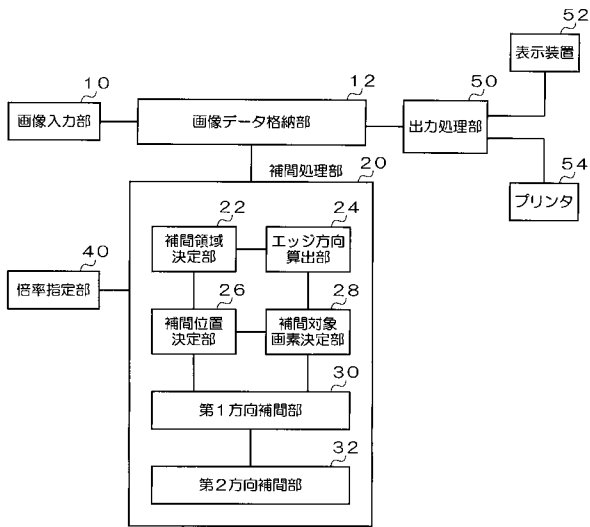 52
表示装置
10
画像入力部
12
画像データ格納部
50
出力処理部
54
プリンタ
補間処理部
20
22
補間領域
決定部
24
エッジ方向
算出部
40
倍率指定部
26
補間位置
決定部
28
補間対象
画素決定部
30
第1方向補間部
32
第2方向補間部